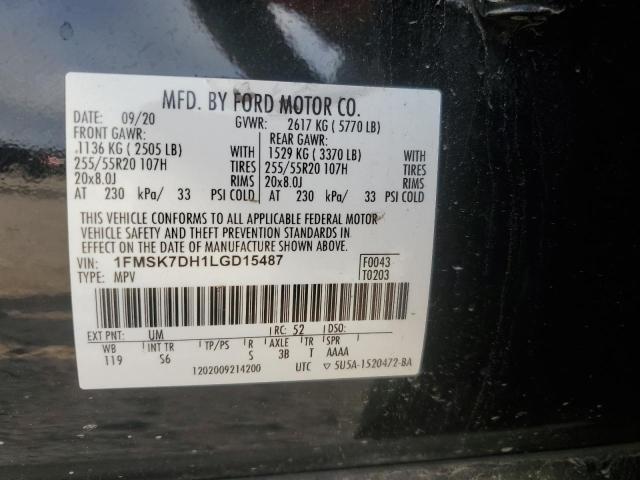 MFD. BY FORD MOTOR CO.
DATE: 09/20 GVWR: 2617 KG ( 5770 LB)
FRONT GAWR: REAR GAWR:
1136 KG ( 2505 LB) WITH 1529 KG ( 3370 LB) WITH
255/55R20 107H TIRES 255/55R20 107H TIRES
20x8.0J RIMS 20x8.0J RIMS
AT 230 kPa/ 33 PSI COLD AT 230 kPa/ 33 PSI COLD
THIS VEHICLE CONFORMS TO ALL APPLICABLE FEDERAL MOTOR
VEHICLE SAFETY AND THEFT PREVENTION STANDARDS IN
EFFECT ON THE DATE OF MANUFACTURE SHOWN ABOVE.
VIN: 1FMSK7DH1LGD15487 F0043
TYPE: MPV T0203
EXT PNT: UM RC: 52 DSO:
WB INT TR TP/PS R AXLE TR SPR
119 S6 S 3B T AAAA
1202009214200 UTC ▽ 5U5A-1520472-BA